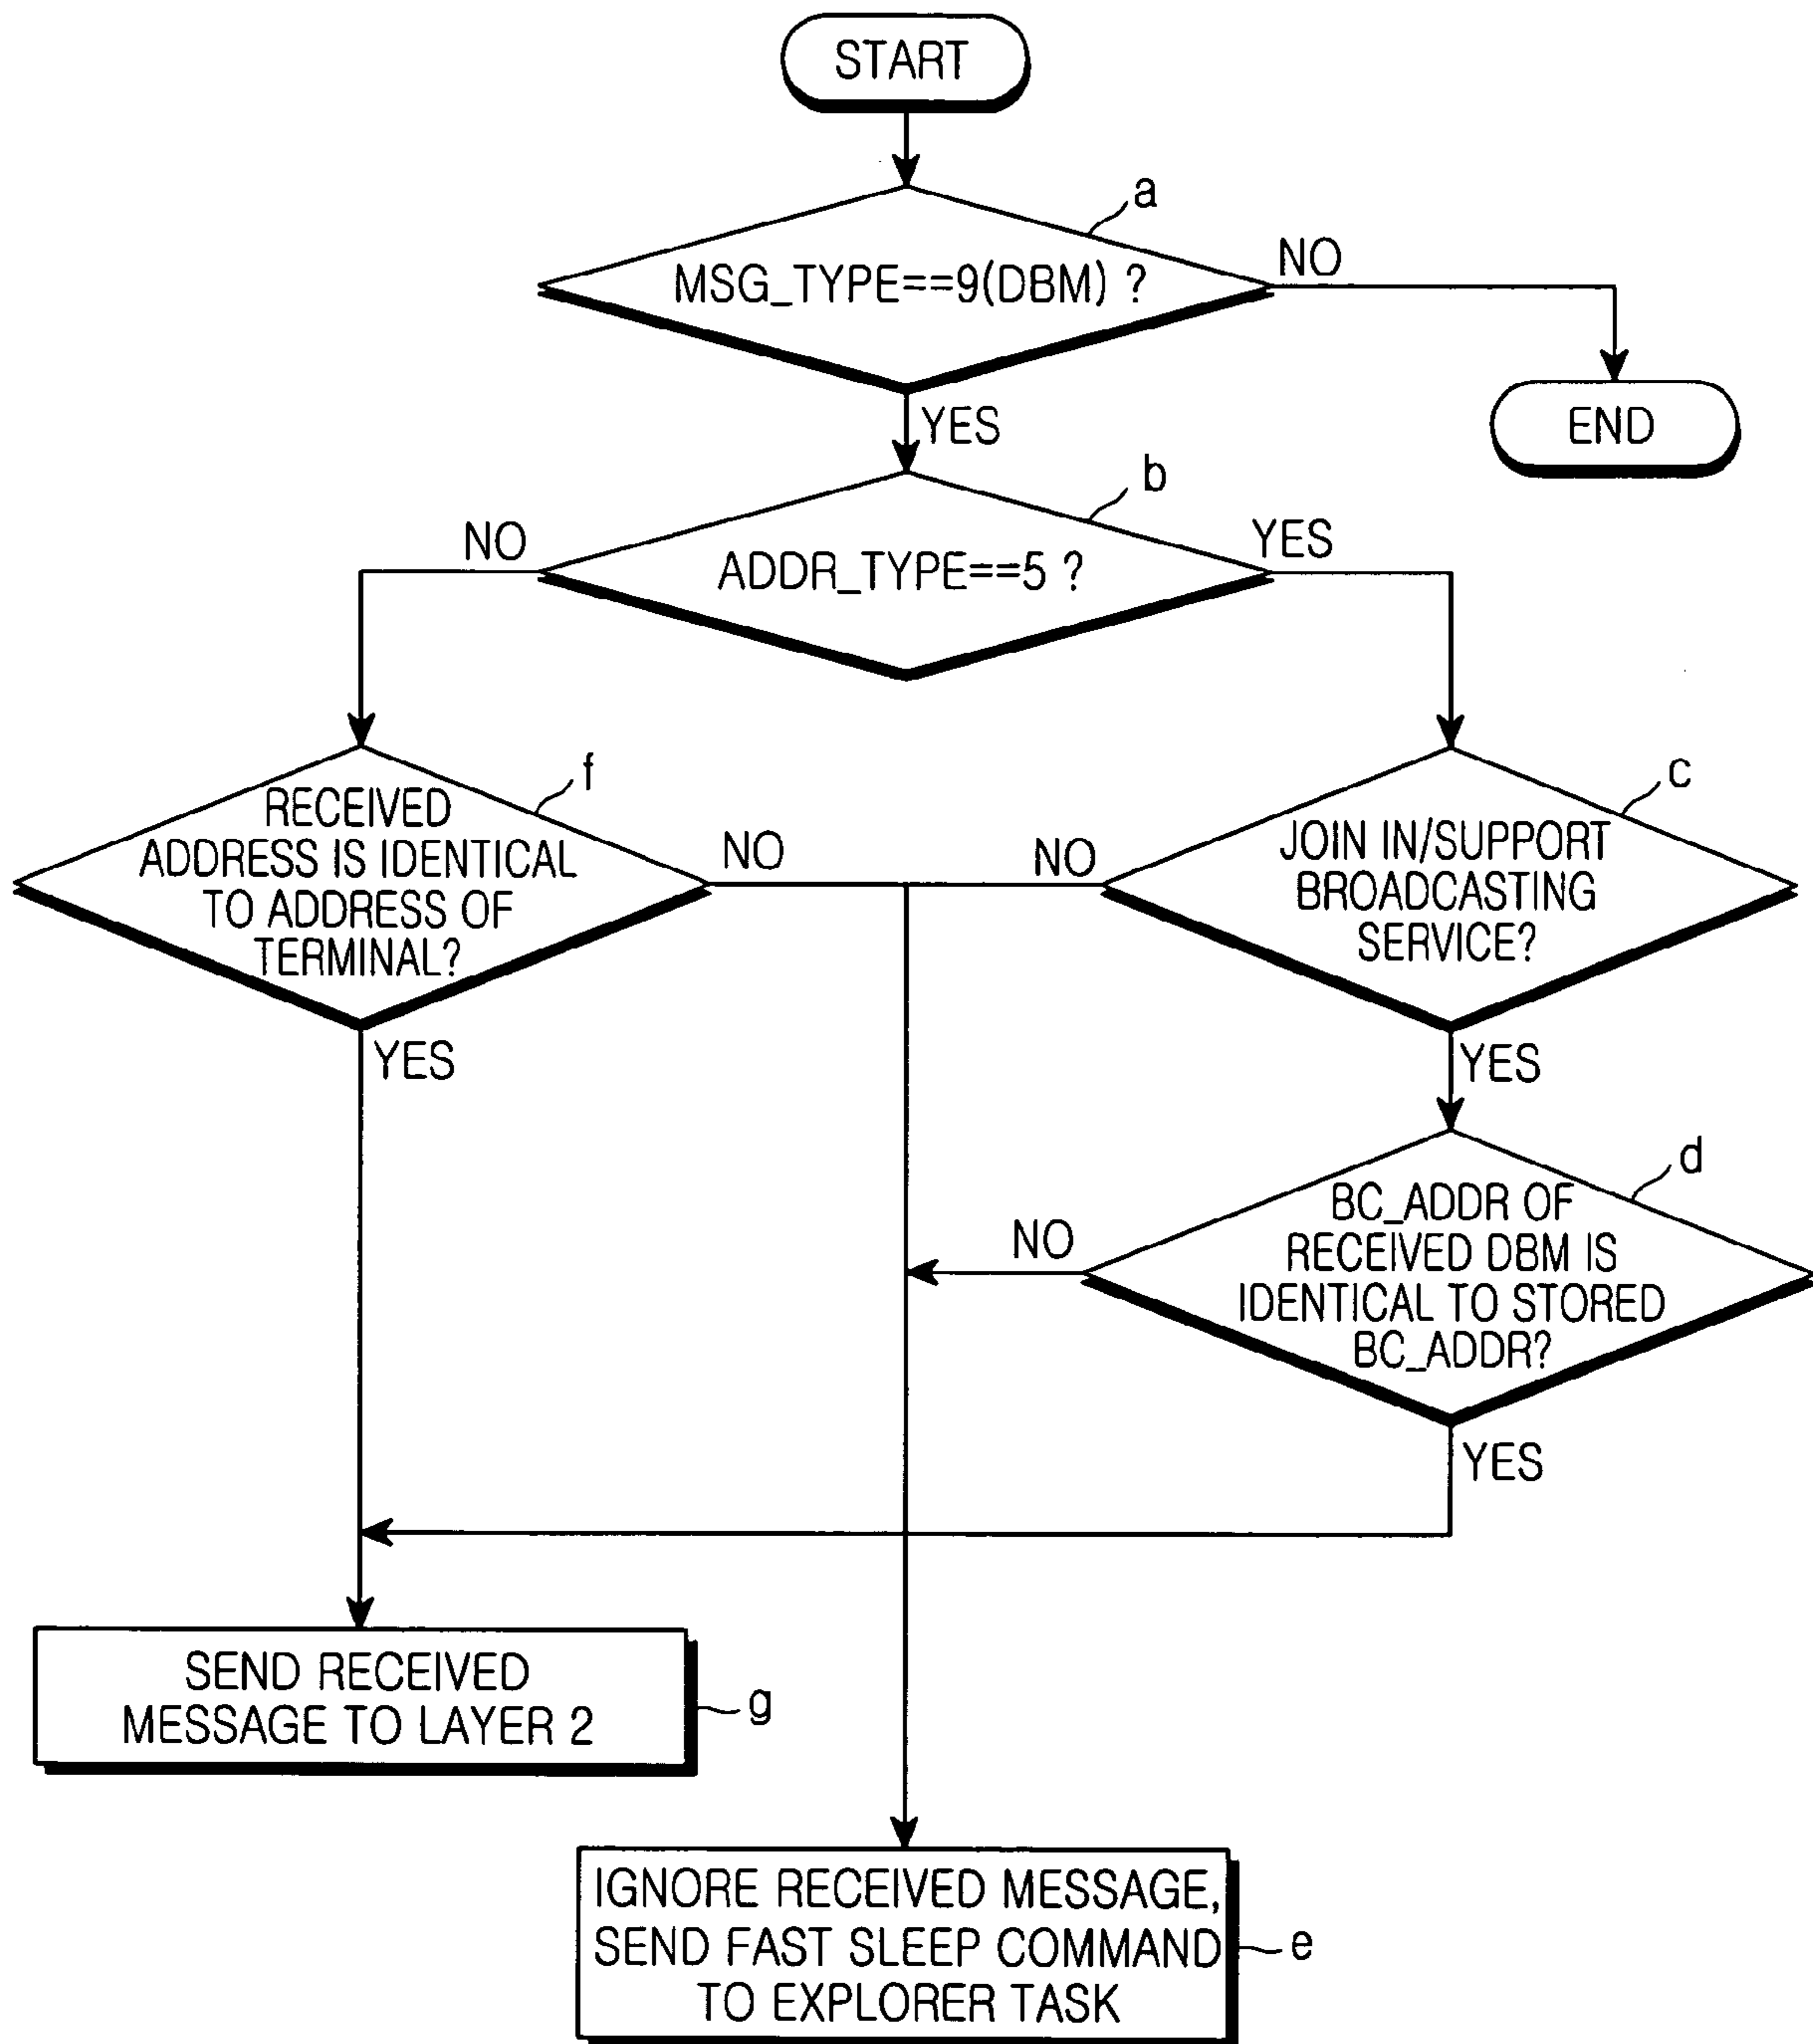 START
a
MSG_TYPE==9(DBM) ?
NO
YES
END
b
NO
ADDR_TYPE==5 ?
YES
f
RECEIVED
ADDRESS IS IDENTICAL
TO ADDRESS OF
TERMINAL?
NO
YES
c
NO
JOIN IN/SUPPORT
BROADCASTING
SERVICE?
YES
d
NO
BC_ADDR OF
RECEIVED DBM IS
IDENTICAL TO STORED
BC_ADDR?
YES
SEND RECEIVED
MESSAGE TO LAYER 2
g
IGNORE RECEIVED MESSAGE,
SEND FAST SLEEP COMMAND
TO EXPLORER TASK
e